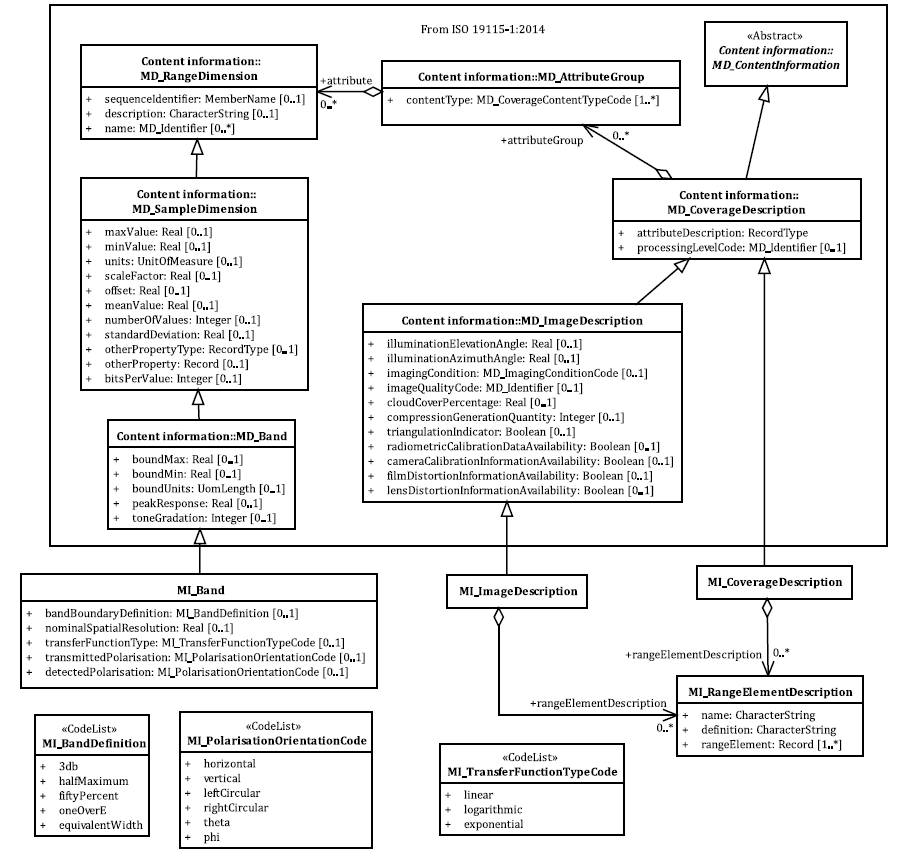 From ISO 19115-1:2014
Content information::
MD_RangeDimension
+ sequenceIdentifier: MemberName [0..1]
+ description: CharacterString [0..1]
+ name: MD_Identifier [0..*]
+attribute
0..*
Content information::MD_AttributeGroup
+ contentType: MD_CoverageContentTypeCode [1..*]
«Abstract»
Content information::
MD_ContentInformation
+attributeGroup
0..*
Content information::
MD_SampleDimension
+ maxValue: Real [0..1]
+ minValue: Real [0..1]
+ units: UnitOfMeasure [0..1]
+ scaleFactor: Real [0..1]
+ offset: Real [0..1]
+ meanValue: Real [0..1]
+ numberOfValues: Integer [0..1]
+ standardDeviation: Real [0..1]
+ otherPropertyType: RecordType [0..1]
+ otherProperty: Record [0..1]
+ bitsPerValue: Integer [0..1]
Content information::
MD_CoverageDescription
+ attributeDescription: RecordType
+ processingLevelCode: MD_Identifier [0..1]
Content information::MD_ImageDescription
+ illuminationElevationAngle: Real [0..1]
+ illuminationAzimuthAngle: Real [0..1]
+ imagingCondition: MD_ImagingConditionCode [0..1]
+ imageQualityCode: MD_Identifier [0..1]
+ cloudCoverPercentage: Real [0..1]
+ compressionGenerationQuantity: Integer [0..1]
+ triangulationIndicator: Boolean [0..1]
+ radiometricCalibrationDataAvailability: Boolean [0..1]
+ cameraCalibrationInformationAvailability: Boolean [0..1]
+ filmDistortionInformationAvailability: Boolean [0..1]
+ lensDistortionInformationAvailability: Boolean [0..1]
Content information::MD_Band
+ boundMax: Real [0..1]
+ boundMin: Real [0..1]
+ boundUnits: UomLength [0..1]
+ peakResponse: Real [0..1]
+ toneGradation: Integer [0..1]
MI_Band
+ bandBoundaryDefinition: MI_BandDefinition [0..1]
+ nominalSpatialResolution: Real [0..1]
+ transferFunctionType: MI_TransferFunctionTypeCode [0..1]
+ transmittedPolarisation: MI_PolarisationOrientationCode [0..1]
+ detectedPolarisation: MI_PolarisationOrientationCode [0..1]
MI_ImageDescription
MI_CoverageDescription
+rangeElementDescription
0..*
+rangeElementDescription
0..*
MI_RangeElementDescription
+ name: CharacterString
+ definition: CharacterString
+ rangeElement: Record [1..*]
«CodeList»
MI_BandDefinition
+ 3db
+ halfMaximum
+ fiftyPercent
+ oneOverE
+ equivalentWidth
«CodeList»
MI_PolarisationOrientationCode
+ horizontal
+ vertical
+ leftCircular
+ rightCircular
+ theta
+ phi
«CodeList»
MI_TransferFunctionTypeCode
+ linear
+ logarithmic
+ exponential